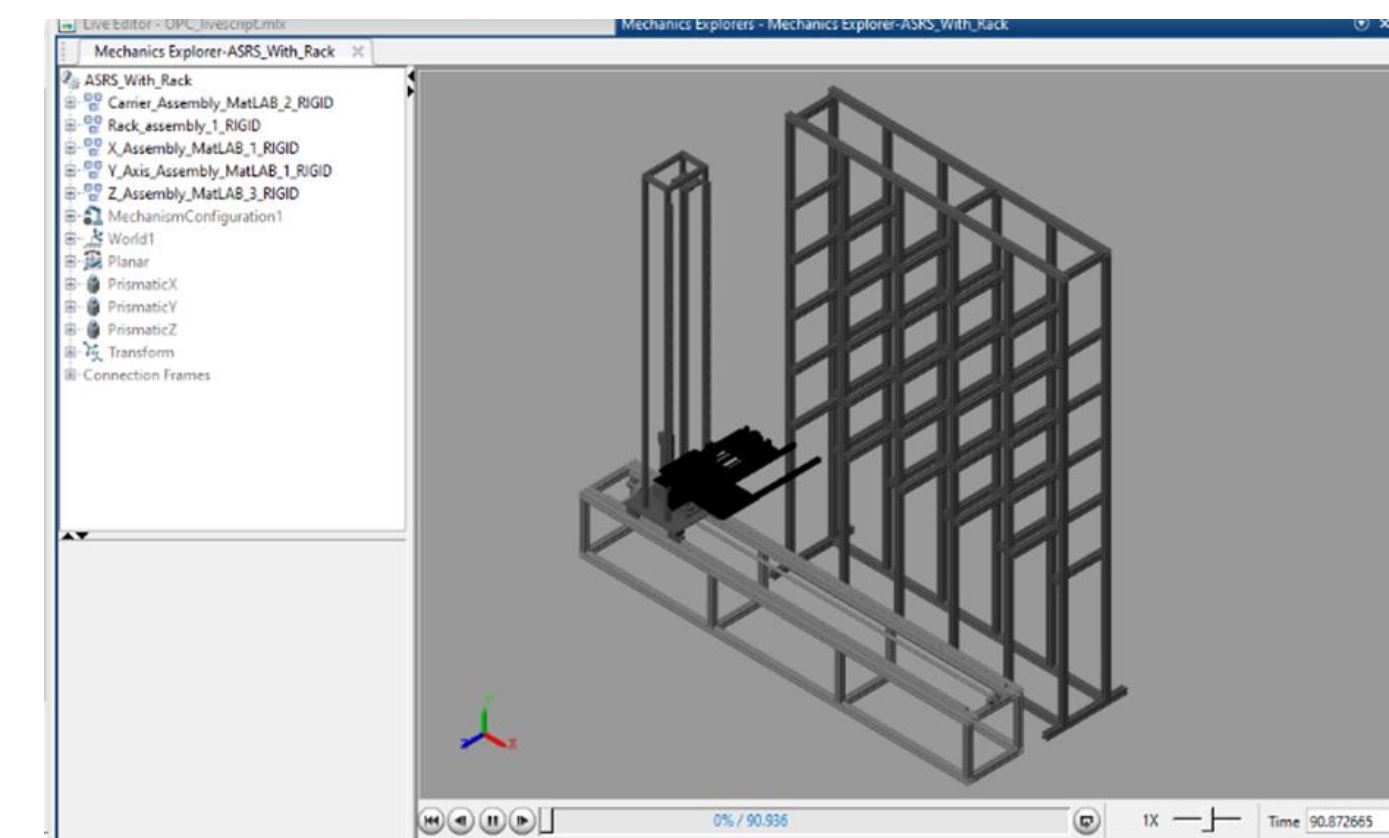 Live Editor - OPC_livescript.mlx
Mechanics Explorers - Mechanics Explorer-ASRS_With_Rack
Mechanics Explorer-ASRS_With_Rack
ASRS_With_Rack
Carrier_Assembly_MatLAB_2_RIGID
Rack_assembly_1_RIGID
X_Assembly_MatLAB_1_RIGID
Y_Axis_Assembly_MatLAB_1_RIGID
Z_Assembly_MatLAB_3_RIGID
MechanismConfiguration1
World1
Planar
PrismaticX
PrismaticY
PrismaticZ
Transform
Connection Frames
Y
Z
X
0% / 90.936
1X
Time 90.872665